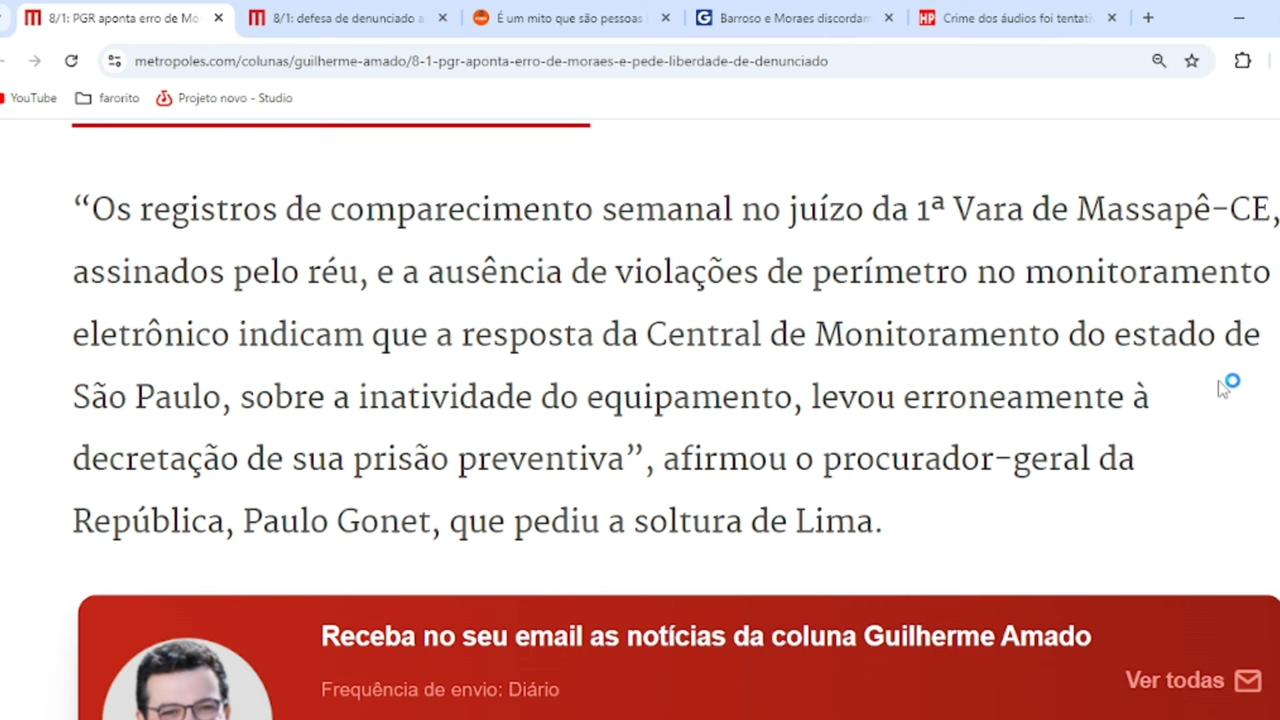 8/1: PGR aponta erro de Mo
8/1: defesa de denunciado a
É um mito que são pessoas
Barroso e Moraes discordam
Crime dos áudios foi tentati
metropoles.com/colunas/guilherme-amado/8-1-pgr-aponta-erro-de-moraes-e-pede-liberdade-de-denunciado
YouTube
farorito
Projeto novo - Studio
“Os registros de comparecimento semanal no juízo da 1ª Vara de Massapê-CE,
assinados pelo réu, e a ausência de violações de perímetro no monitoramento
eletrônico indicam que a resposta da Central de Monitoramento do estado de
São Paulo, sobre a inatividade do equipamento, levou erroneamente à
decretação de sua prisão preventiva”, afirmou o procurador-geral da
República, Paulo Gonet, que pediu a soltura de Lima.
Receba no seu email as notícias da coluna Guilherme Amado
Frequência de envio: Diário
Ver todas